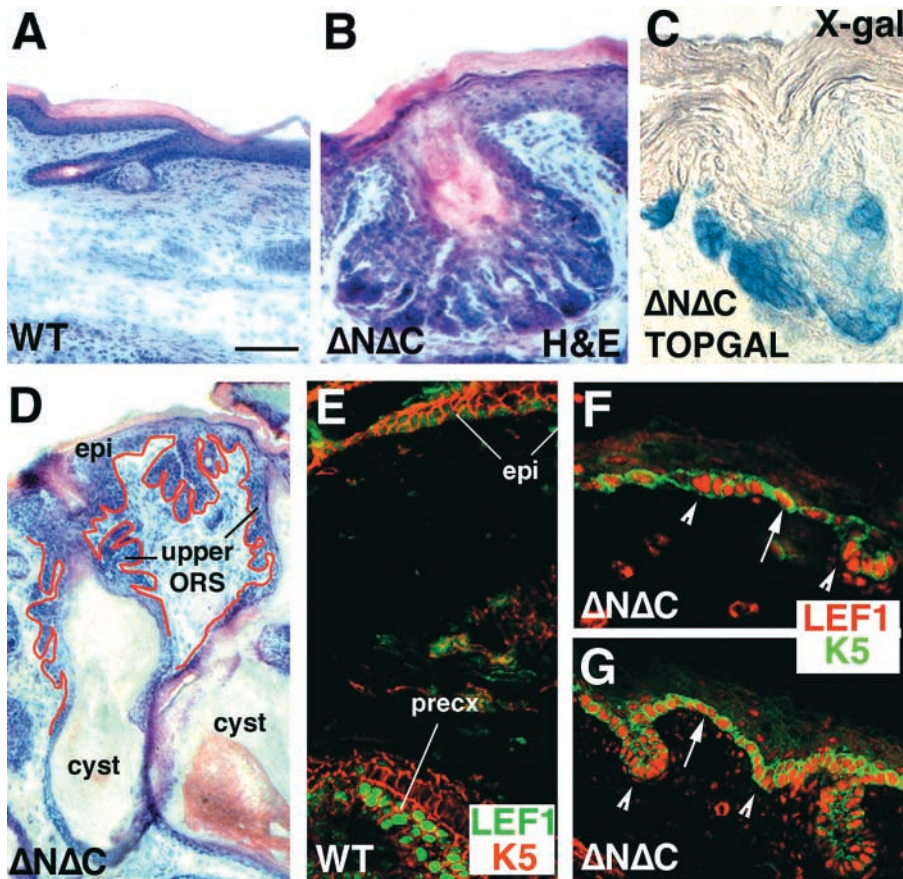 A
WT
B
ΔNΔC
H&E
C
X-gal
ΔNΔC
TOPGAL
D
epi
upper
ORS
cyst
cyst
ΔNΔC
E
epi
precx
WT
LEF1
K5
F
ΔNΔC
LEF1
K5
G
ΔNΔC